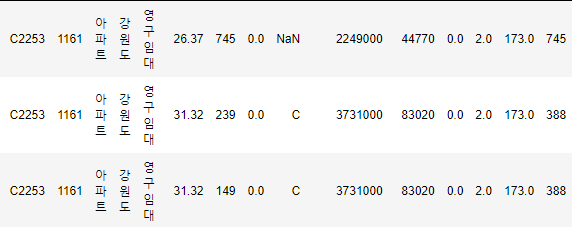 C2253 1161 아파트 강원도 영구임대 26.37 745 0.0 NaN 2249000 44770 0.0 2.0 173.0 745
C2253 1161 아파트 강원도 영구임대 31.32 239 0.0 C 3731000 83020 0.0 2.0 173.0 388
C2253 1161 아파트 강원도 영구임대 31.32 149 0.0 C 3731000 83020 0.0 2.0 173.0 388